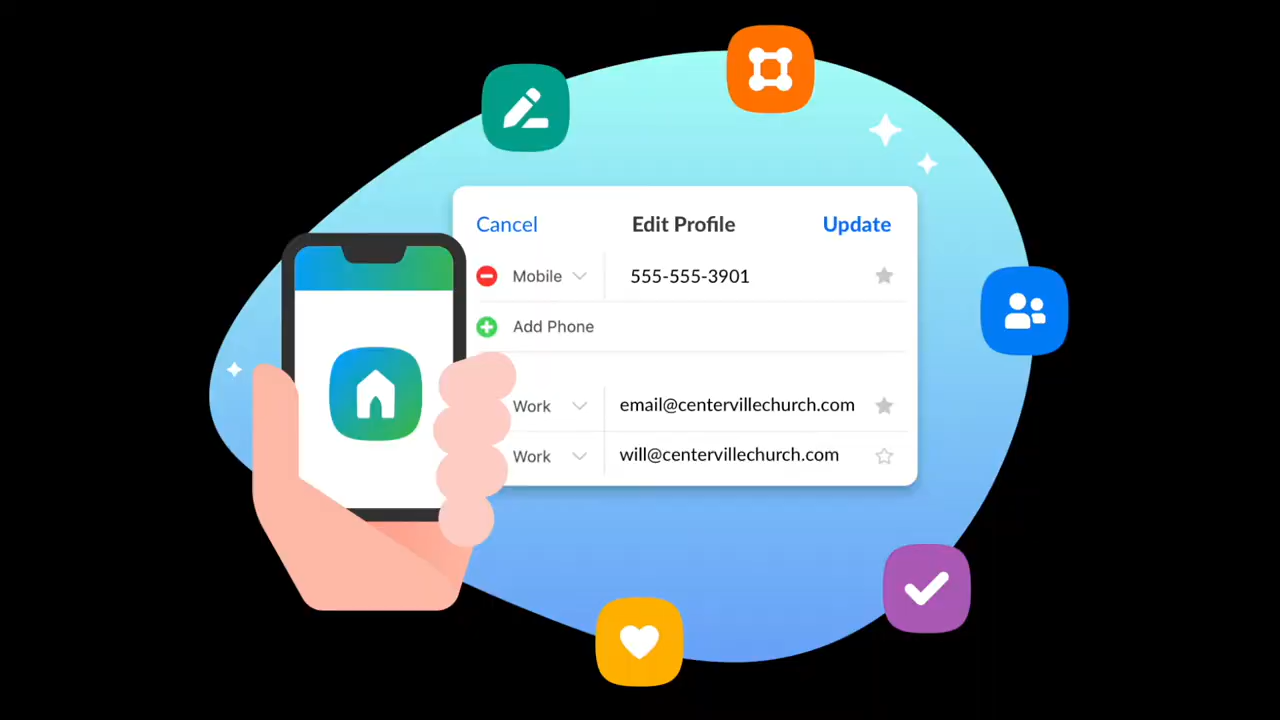 Cancel Edit Profile Update
Mobile 555-555-3901
Add Phone
Work email@centervillechurch.com
Work will@centervillechurch.com